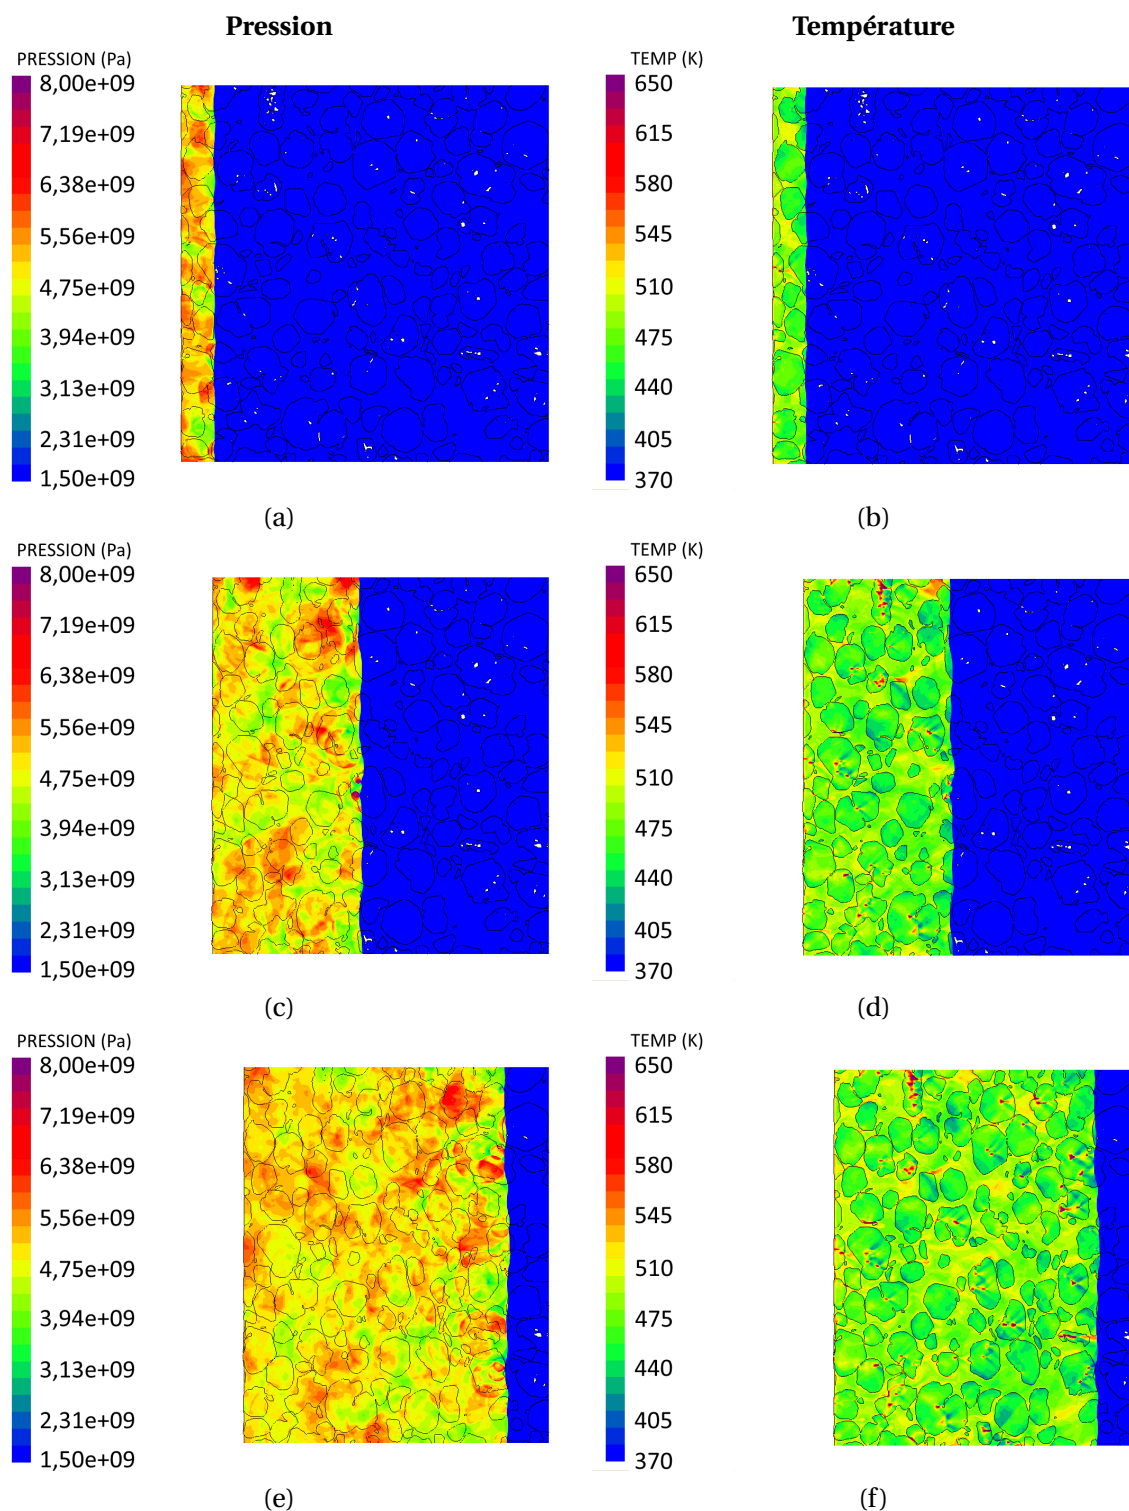 Pression
Température
PRESSION (Pa)
8,00e+09
7,19e+09
6,38e+09
5,56e+09
4,75e+09
3,94e+09
3,13e+09
2,31e+09
1,50e+09
(a)
TEMP (K)
650
615
580
545
510
475
440
405
370
(b)
PRESSION (Pa)
8,00e+09
7,19e+09
6,38e+09
5,56e+09
4,75e+09
3,94e+09
3,13e+09
2,31e+09
1,50e+09
(c)
TEMP (K)
650
615
580
545
510
475
440
405
370
(d)
PRESSION (Pa)
8,00e+09
7,19e+09
6,38e+09
5,56e+09
4,75e+09
3,94e+09
3,13e+09
2,31e+09
1,50e+09
(e)
TEMP (K)
650
615
580
545
510
475
440
405
370
(f)